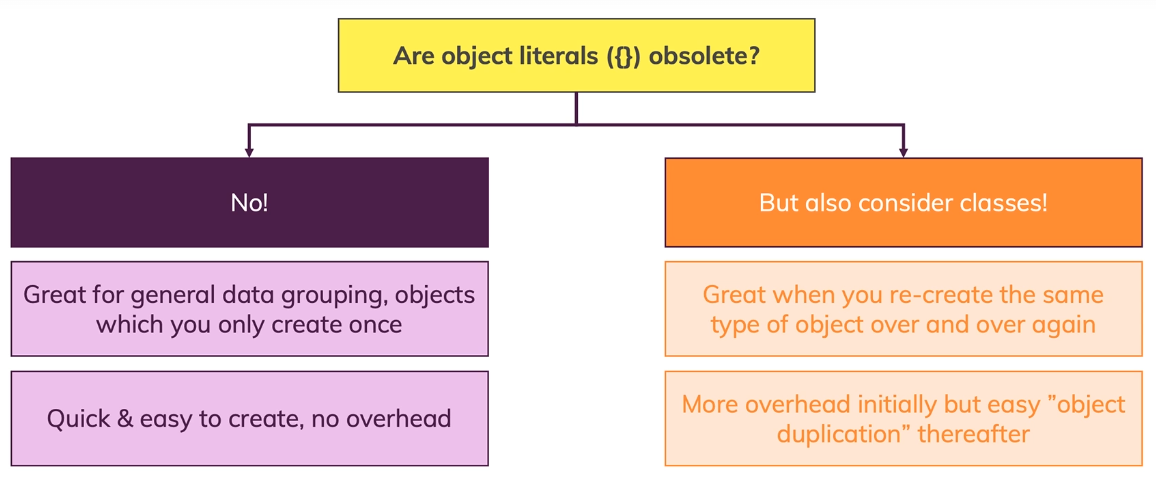 Are object literals ({}) obsolete?
No!
Great for general data grouping, objects
which you only create once
Quick & easy to create, no overhead
But also consider classes!
Great when you re-create the same
type of object over and over again
More overhead initially but easy ”object
duplication” thereafter